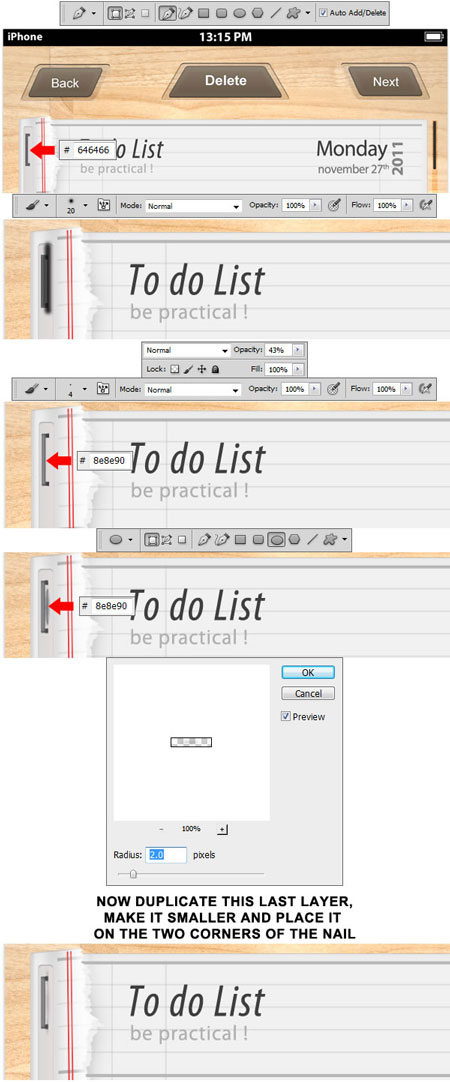 Auto Add/Delete
iPhone 13:15 PM
Back Delete Next
# 646466 To do List
be practical !
Monday
november 27th 2011
20 Mode: Normal Opacity: 100% Flow: 100%
To do List
be practical !
Normal Opacity: 43%
Lock: Fill: 100%
4 Mode: Normal Opacity: 100% Flow: 100%
# 8e8e90 To do List
be practical !
# 8e8e90 To do List
be practical !
OK
Cancel
Preview
− 100% +
Radius: 2.0 pixels
NOW DUPLICATE THIS LAST LAYER,
MAKE IT SMALLER AND PLACE IT
ON THE TWO CORNERS OF THE NAIL
To do List
be practical !